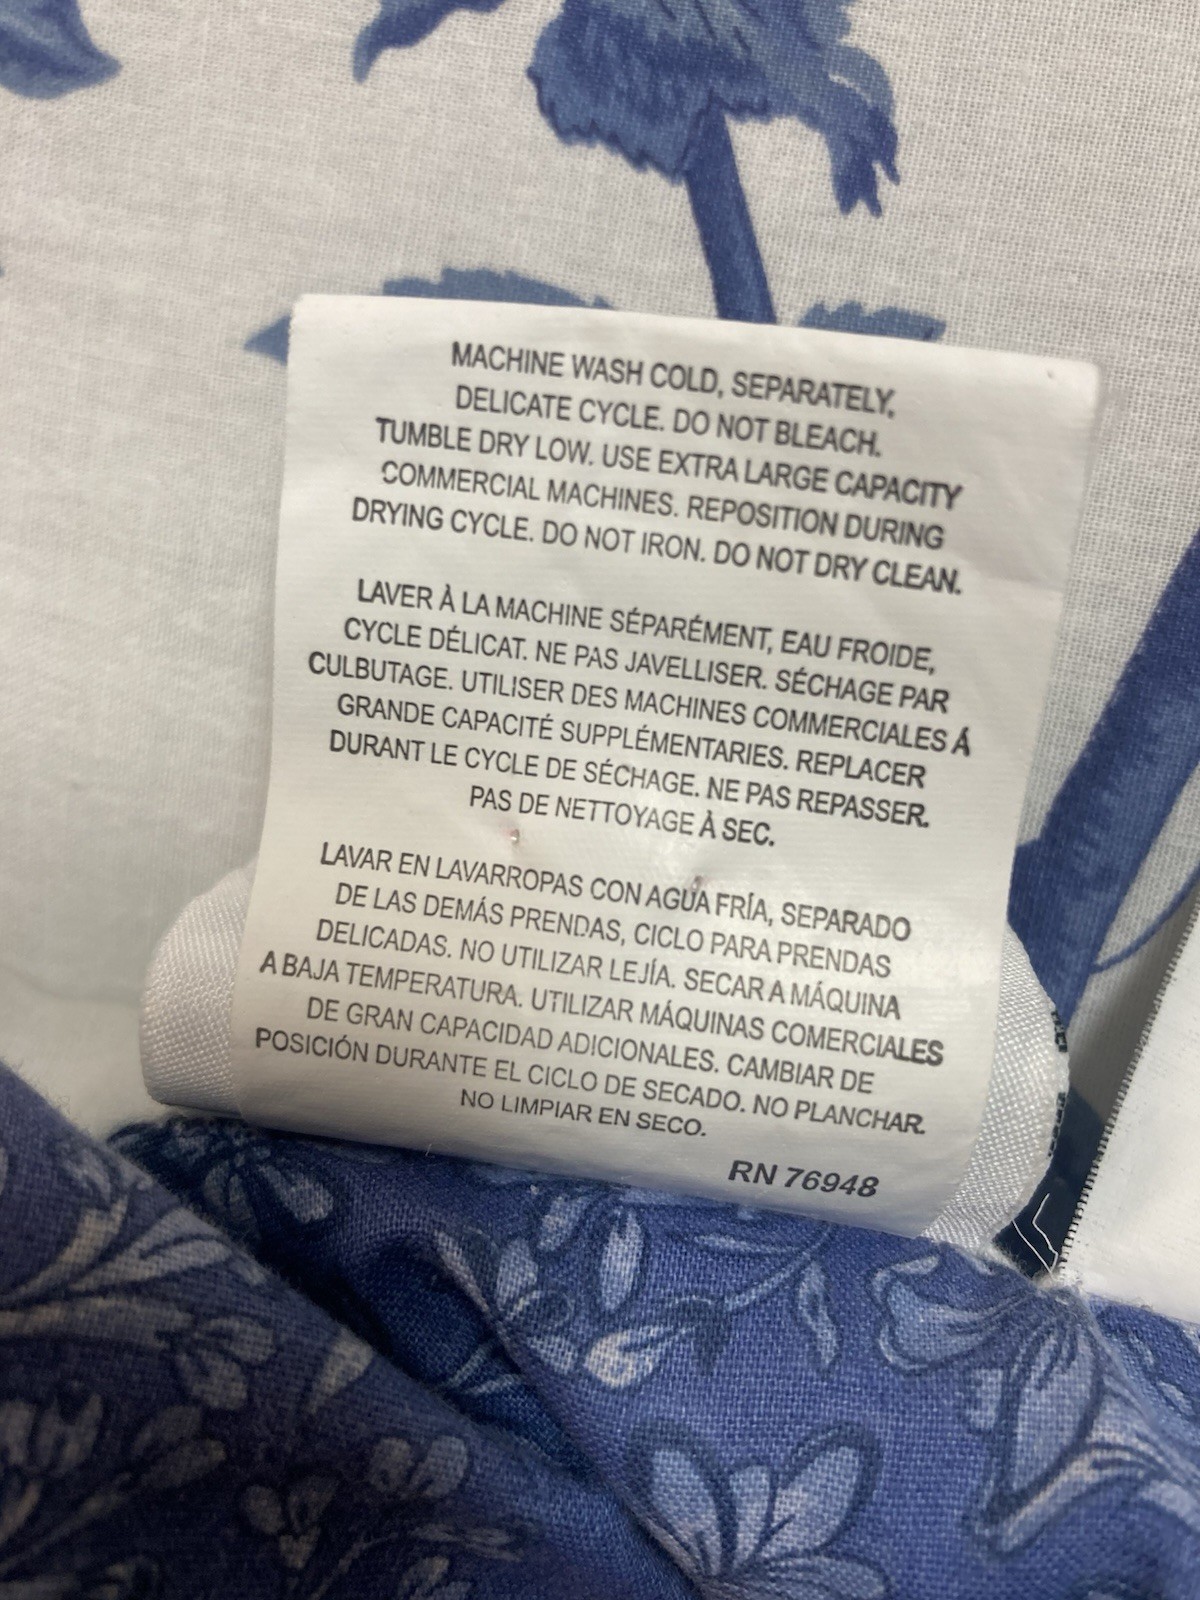 MACHINE WASH COLD, SEPARATELY,
DELICATE CYCLE. DO NOT BLEACH.
TUMBLE DRY LOW. USE EXTRA LARGE CAPACITY
COMMERCIAL MACHINES. REPOSITION DURING
DRYING CYCLE. DO NOT IRON. DO NOT DRY CLEAN.
LAVER À LA MACHINE SÉPARÉMENT, EAU FROIDE,
CYCLE DÉLICAT. NE PAS JAVELLISER. SÉCHAGE PAR
CULBUTAGE. UTILISER DES MACHINES COMMERCIALES Á
GRANDE CAPACITÉ SUPPLÉMENTARIES. REPLACER
DURANT LE CYCLE DE SÉCHAGE. NE PAS REPASSER.
PAS DE NETTOYAGE À SEC.
LAVAR EN LAVARROPAS CON AGUA FRÍA, SEPARADO
DE LAS DEMÁS PRENDAS, CICLO PARA PRENDAS
DELICADAS. NO UTILIZAR LEJÍA. SECAR A MÁQUINA
A BAJA TEMPERATURA. UTILIZAR MÁQUINAS COMERCIALES
DE GRAN CAPACIDAD ADICIONALES. CAMBIAR DE
POSICIÓN DURANTE EL CICLO DE SECADO. NO PLANCHAR.
NO LIMPIAR EN SECO.
RN 76948